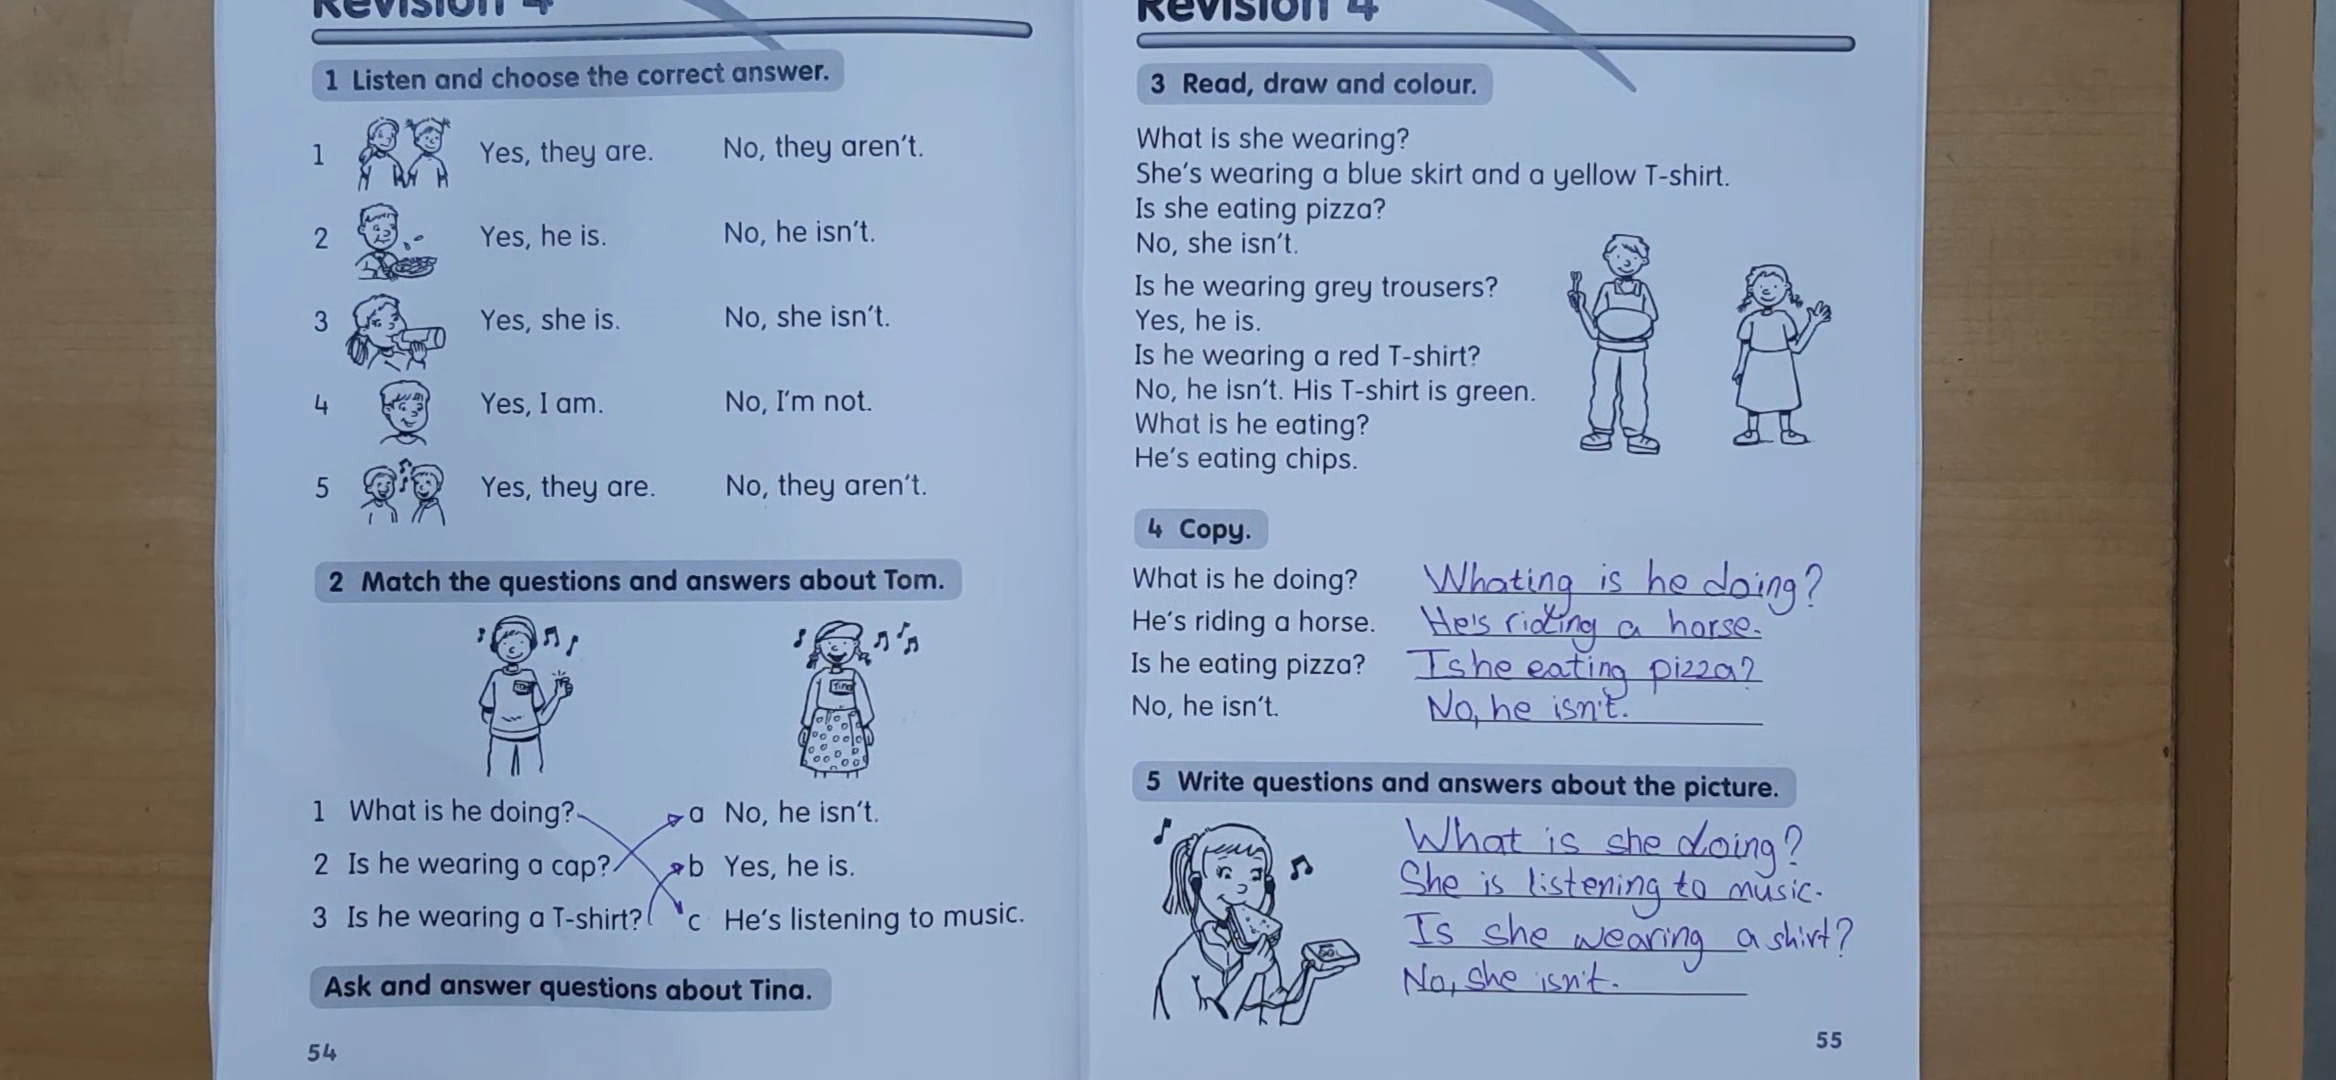 Revision 4
1 Listen and choose the correct answer.
1 Yes, they are. No, they aren't.
2 Yes, he is. No, he isn't.
3 Yes, she is. No, she isn't.
4 Yes, I am. No, I'm not.
5 Yes, they are. No, they aren't.
2 Match the questions and answers about Tom.
Tina
1 What is he doing? a No, he isn't.
2 Is he wearing a cap? b Yes, he is.
3 Is he wearing a T-shirt? c He's listening to music.
Ask and answer questions about Tina.
54
Revision 4
3 Read, draw and colour.
What is she wearing?
She's wearing a blue skirt and a yellow T-shirt.
Is she eating pizza?
No, she isn't.
Is he wearing grey trousers?
Yes, he is.
Is he wearing a red T-shirt?
No, he isn't. His T-shirt is green.
What is he eating?
He's eating chips.
4 Copy.
What is he doing? Whating is he doing?
He's riding a horse. He's riding a horse.
Is he eating pizza? Is he eating pizza?
No, he isn't. No, he isn't.
5 Write questions and answers about the picture.
What is she doing?
She is listening to music.
Is she wearing a shirt?
No, she isn't.
55